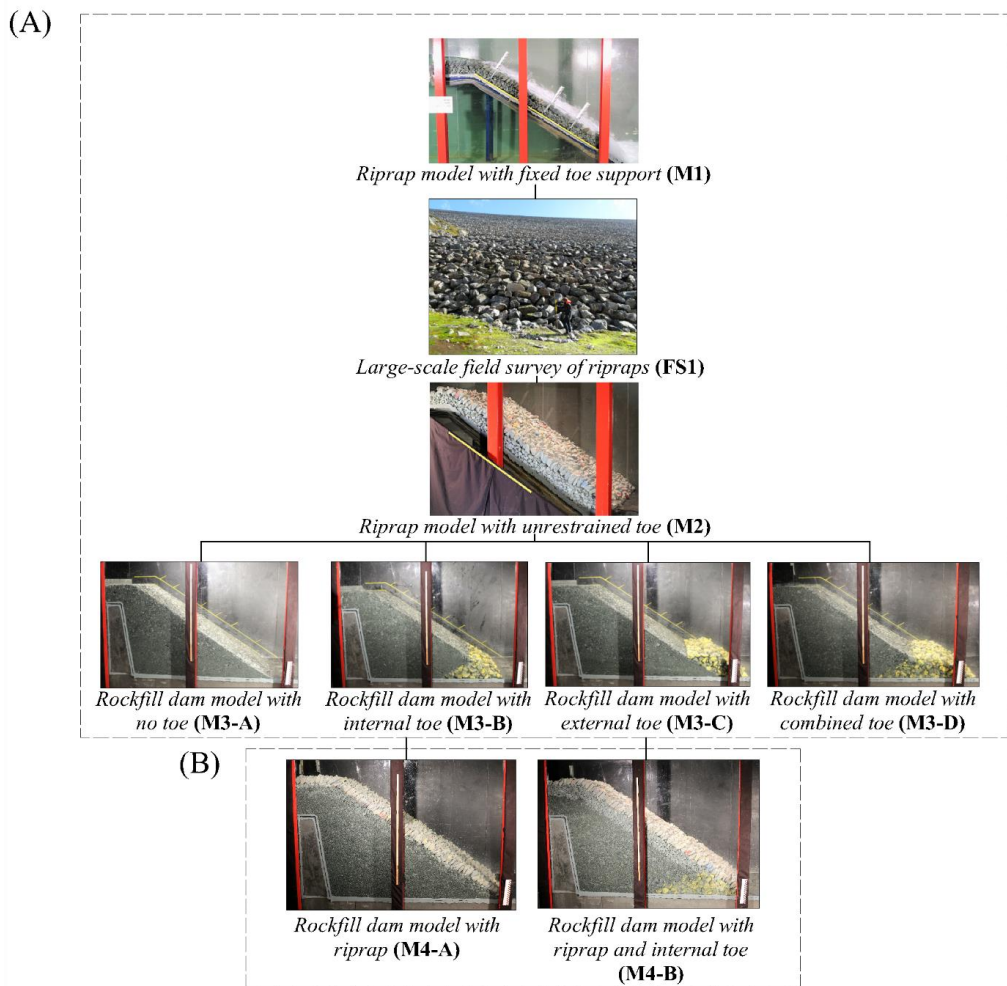 (A)
Riprap model with fixed toe support (M1)
Large-scale field survey of ripraps (FS1)
Riprap model with unrestrained toe (M2)
Rockfill dam model with
no toe (M3-A)
Rockfill dam model with
internal toe (M3-B)
Rockfill dam model with
external toe (M3-C)
Rockfill dam model with
combined toe (M3-D)
(B)
Rockfill dam model with
riprap (M4-A)
Rockfill dam model with
riprap and internal toe
(M4-B)